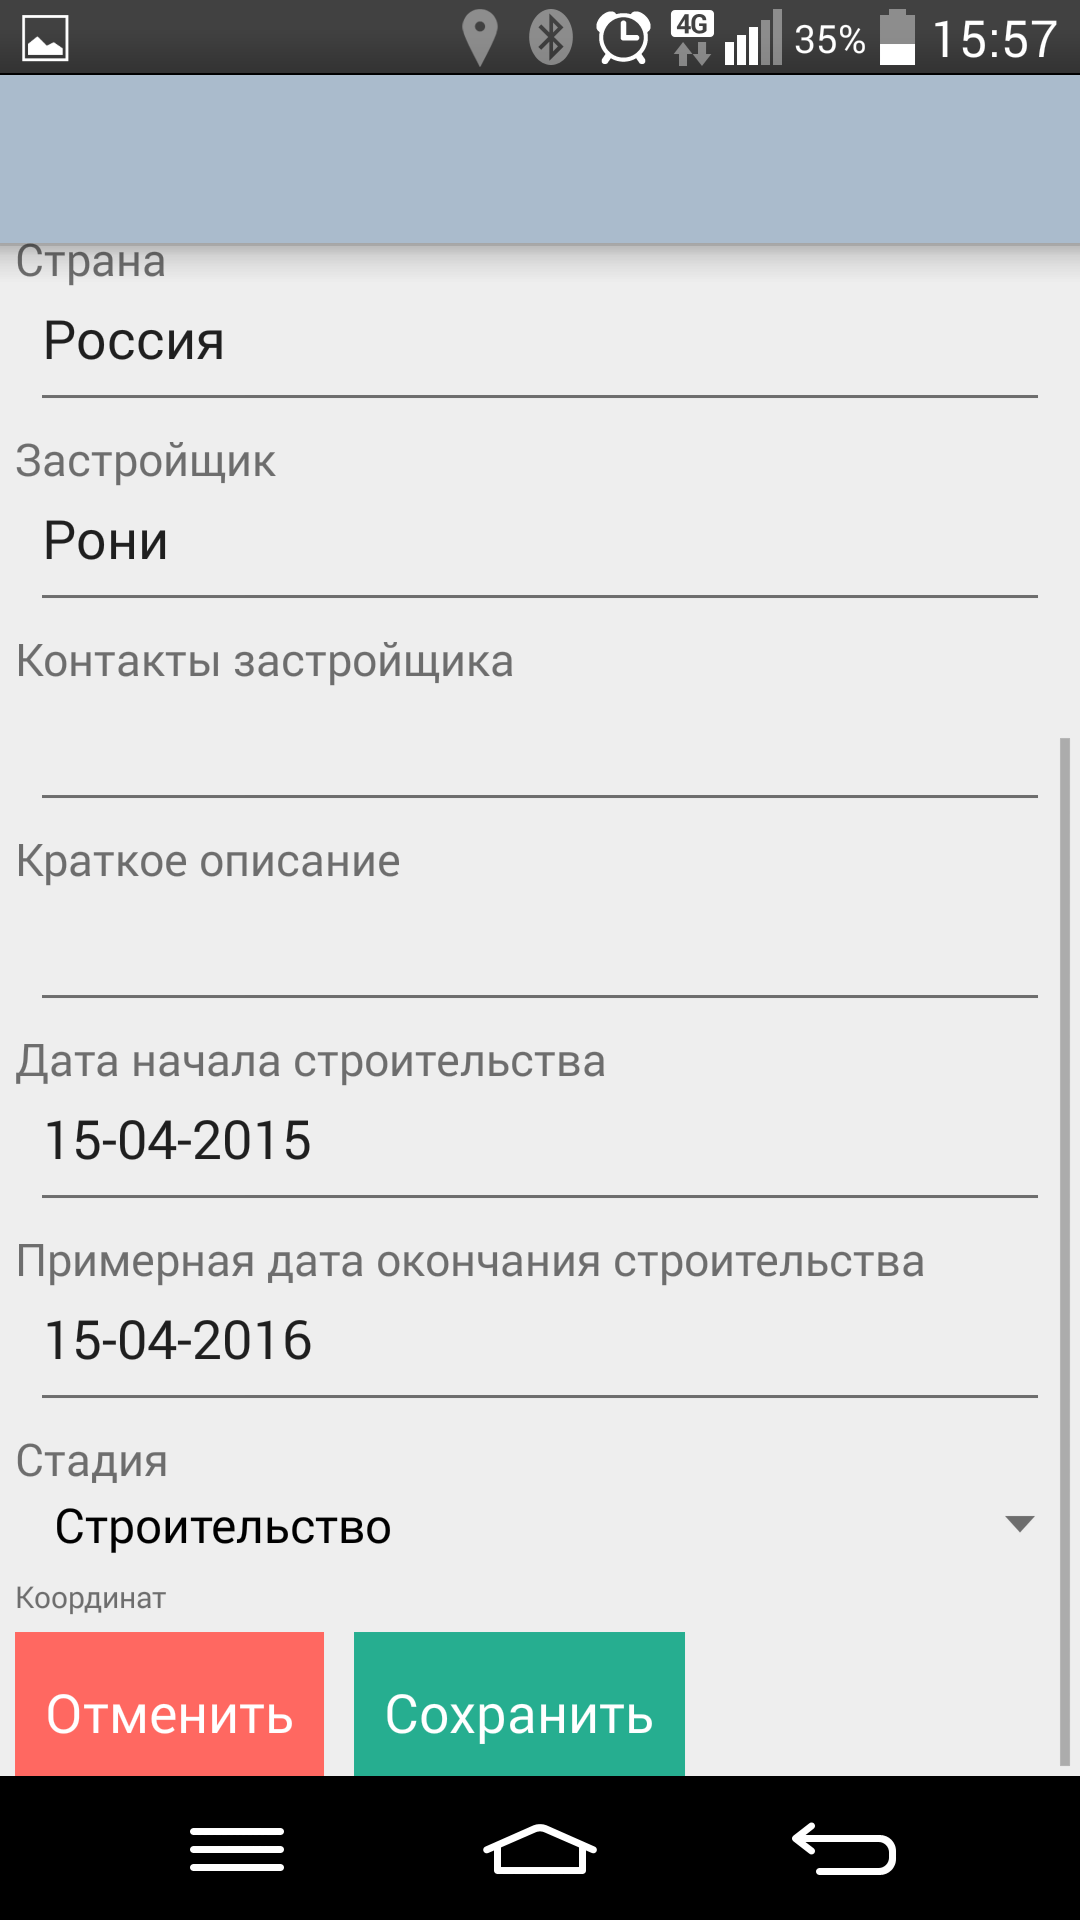 4G 35% 15:57
Страна
Россия
Застройщик
Рони
Контакты застройщика
Краткое описание
Дата начала строительства
15-04-2015
Примерная дата окончания строительства
15-04-2016
Стадия
Строительство
Координат
Отменить Сохранить